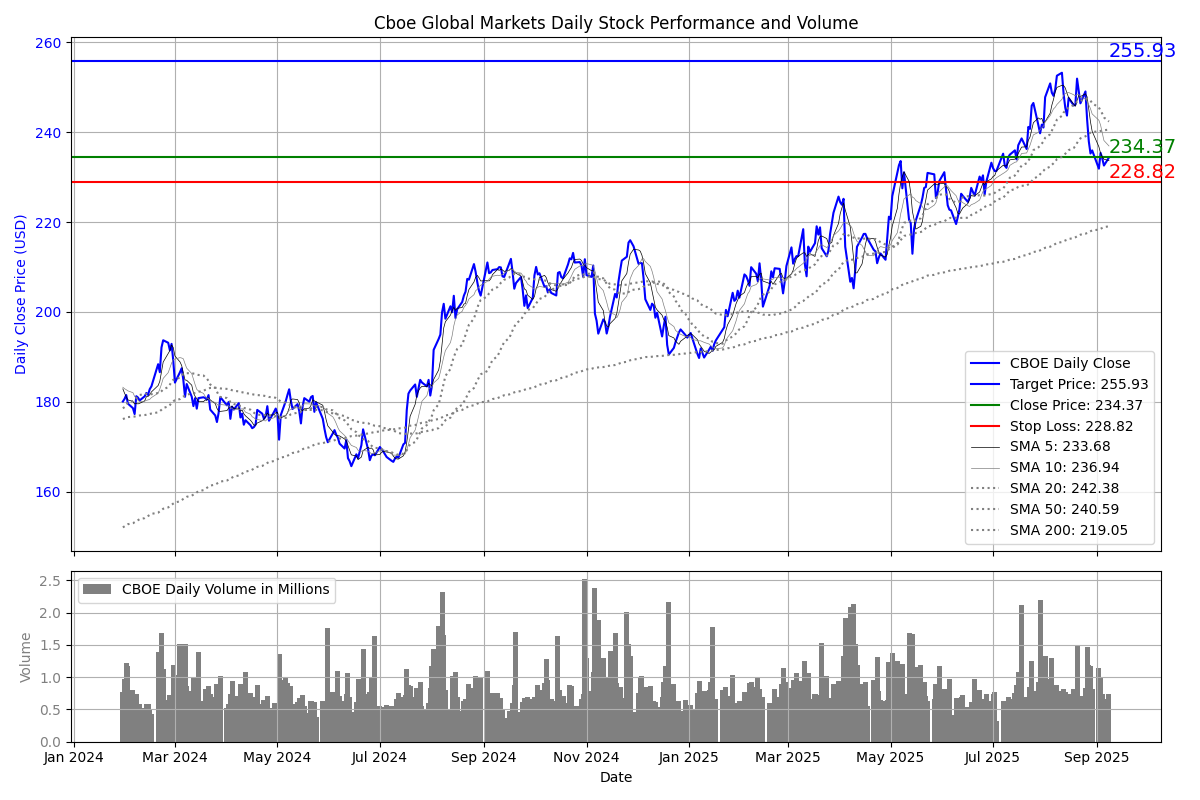 Cboe Global Markets Daily Stock Performance and Volume
260
240
220
200
180
160
Daily Close Price (USD)
255.93
234.37
228.82
CBOE Daily Close
Target Price: 255.93
Close Price: 234.37
Stop Loss: 228.82
SMA 5: 233.68
SMA 10: 236.94
SMA 20: 242.38
SMA 50: 240.59
SMA 200: 219.05
2.5
2.0
1.5
1.0
0.5
0.0
Volume
CBOE Daily Volume in Millions
Jan 2024
Mar 2024
May 2024
Jul 2024
Sep 2024
Nov 2024
Jan 2025
Mar 2025
May 2025
Jul 2025
Sep 2025
Date